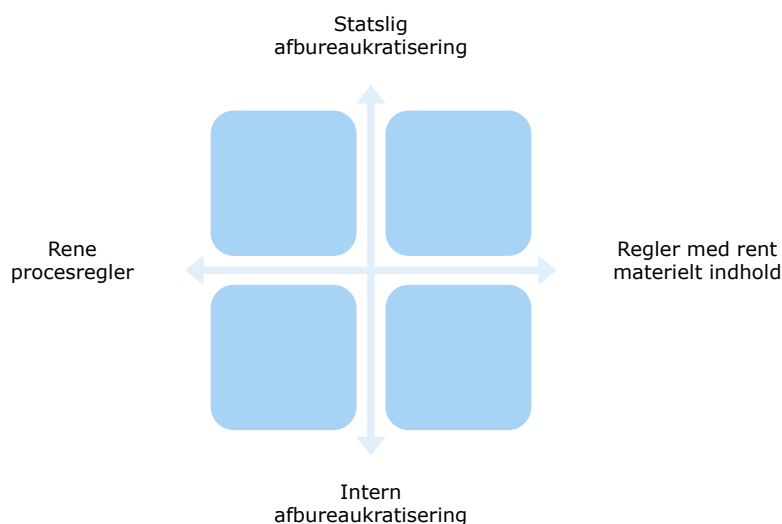 Statslig
afbureaukratisering
Rene
procesregler
Regler med rent
materielt indhold
Intern
afbureaukratisering